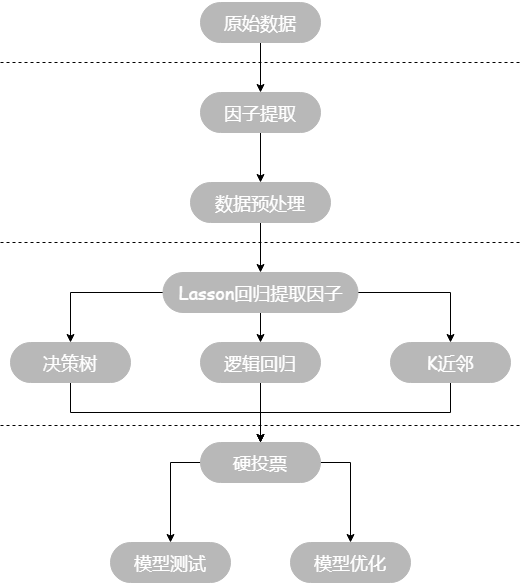 原始数据
因子提取
数据预处理
Lasson回归提取因子
决策树
逻辑回归
K近邻
硬投票
模型测试
模型优化